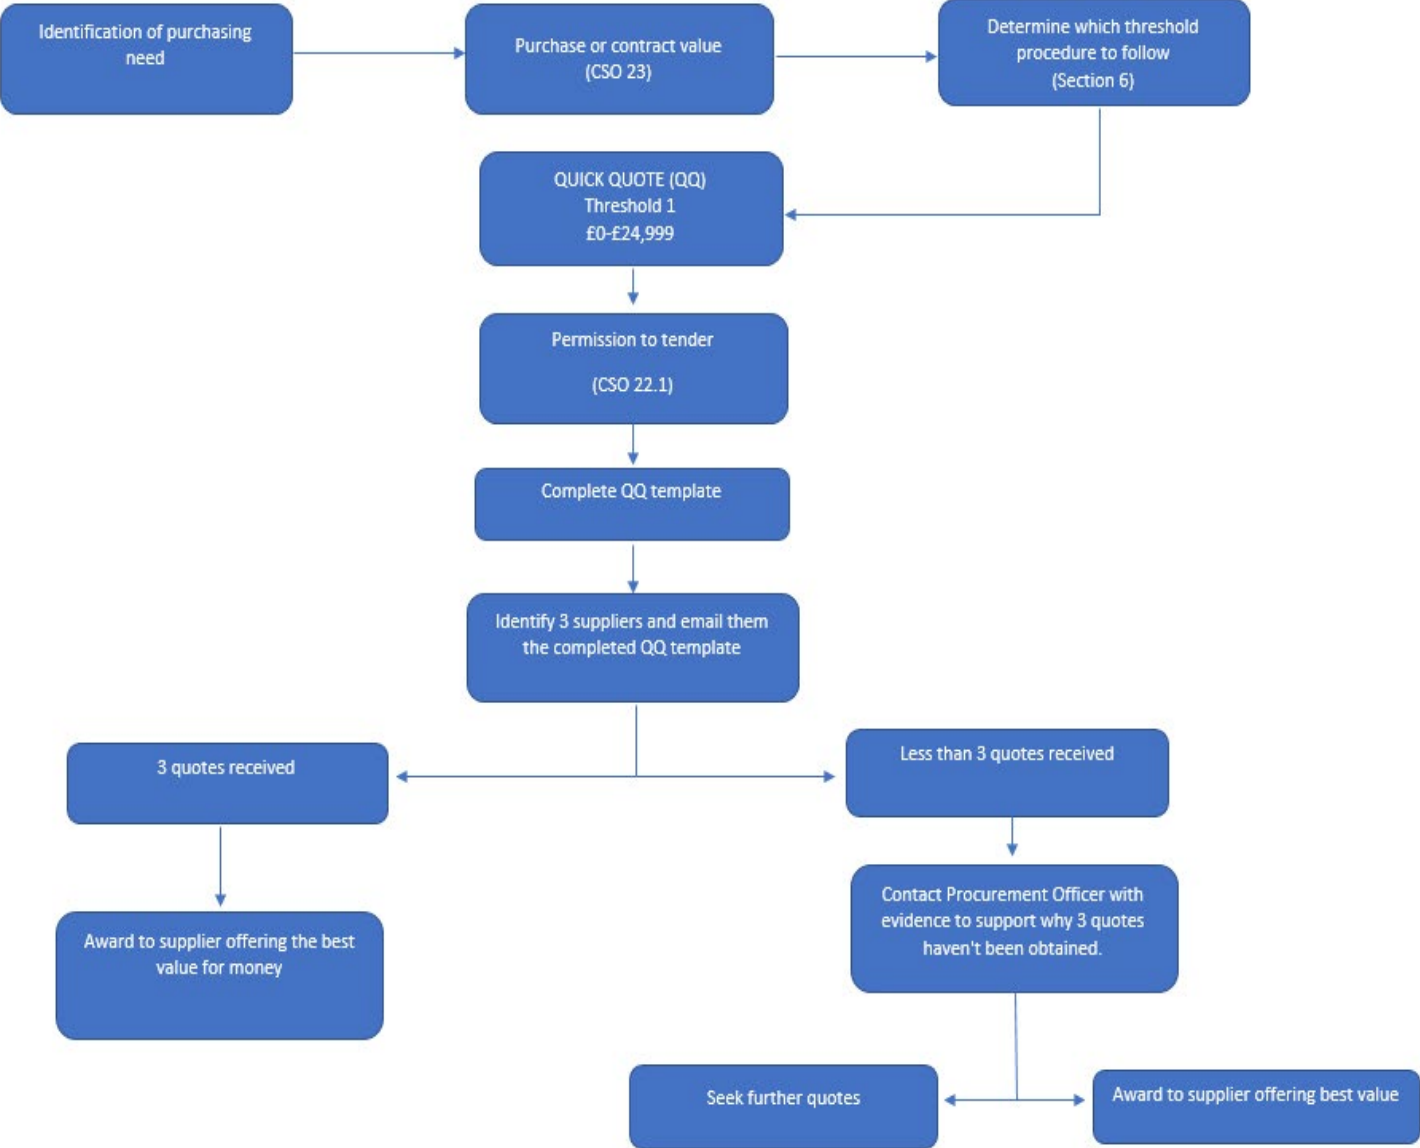 Identification of purchasing
need
Purchase or contract value
(CSO 23)
Determine which threshold
procedure to follow
(Section 6)
QUICK QUOTE (QQ)
Threshold 1
£0-£24,999
Permission to tender
(CSO 22.1)
Complete QQ template
Identify 3 suppliers and email them
the completed QQ template
3 quotes received
Less than 3 quotes received
Award to supplier offering the best
value for money
Contact Procurement Officer with
evidence to support why 3 quotes
haven't been obtained.
Seek further quotes
Award to supplier offering best value